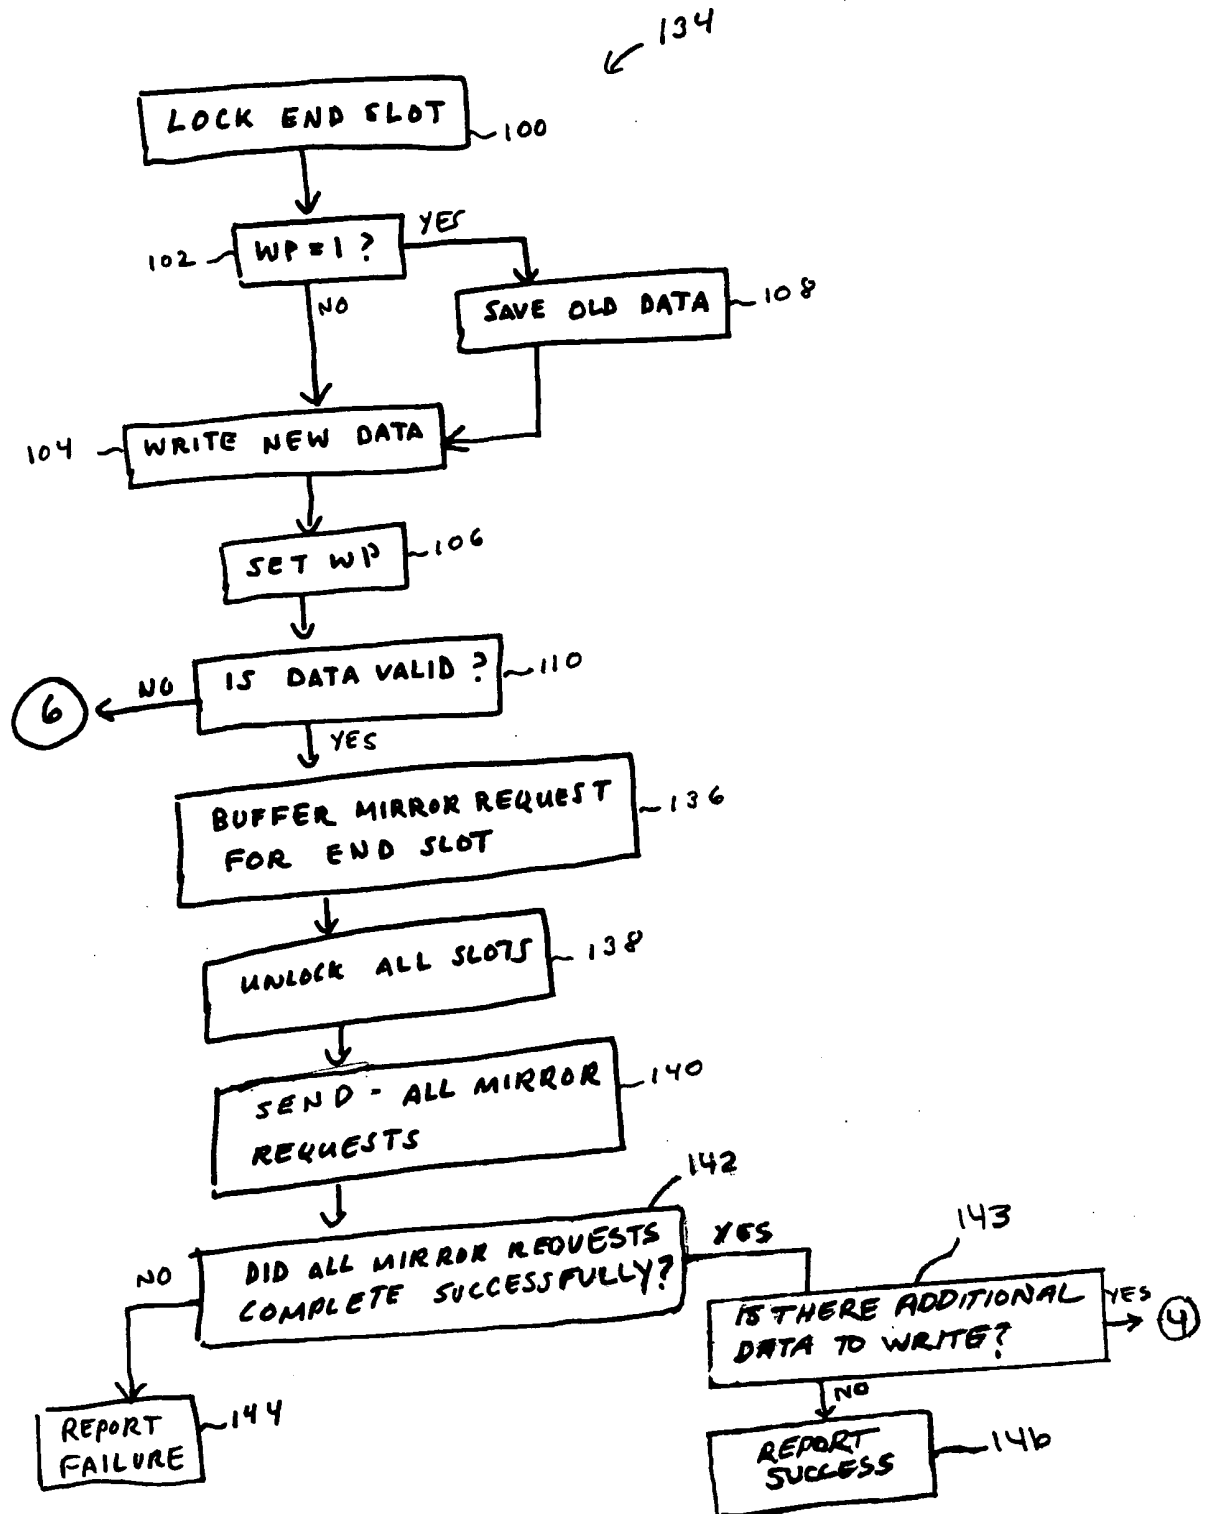 134
LOCK END SLOT
100
102
WP = 1 ?
YES
NO
SAVE OLD DATA
108
104
WRITE NEW DATA
SET WP
106
IS DATA VALID ?
110
NO
6
YES
BUFFER MIRROR REQUEST
FOR END SLOT
136
UNLOCK ALL SLOTS
138
SEND - ALL MIRROR
REQUESTS
140
142
DID ALL MIRROR REQUESTS
COMPLETE SUCCESSFULLY?
NO
YES
143
IS THERE ADDITIONAL
DATA TO WRITE?
YES
4
NO
REPORT
FAILURE
144
REPORT
SUCCESS
146